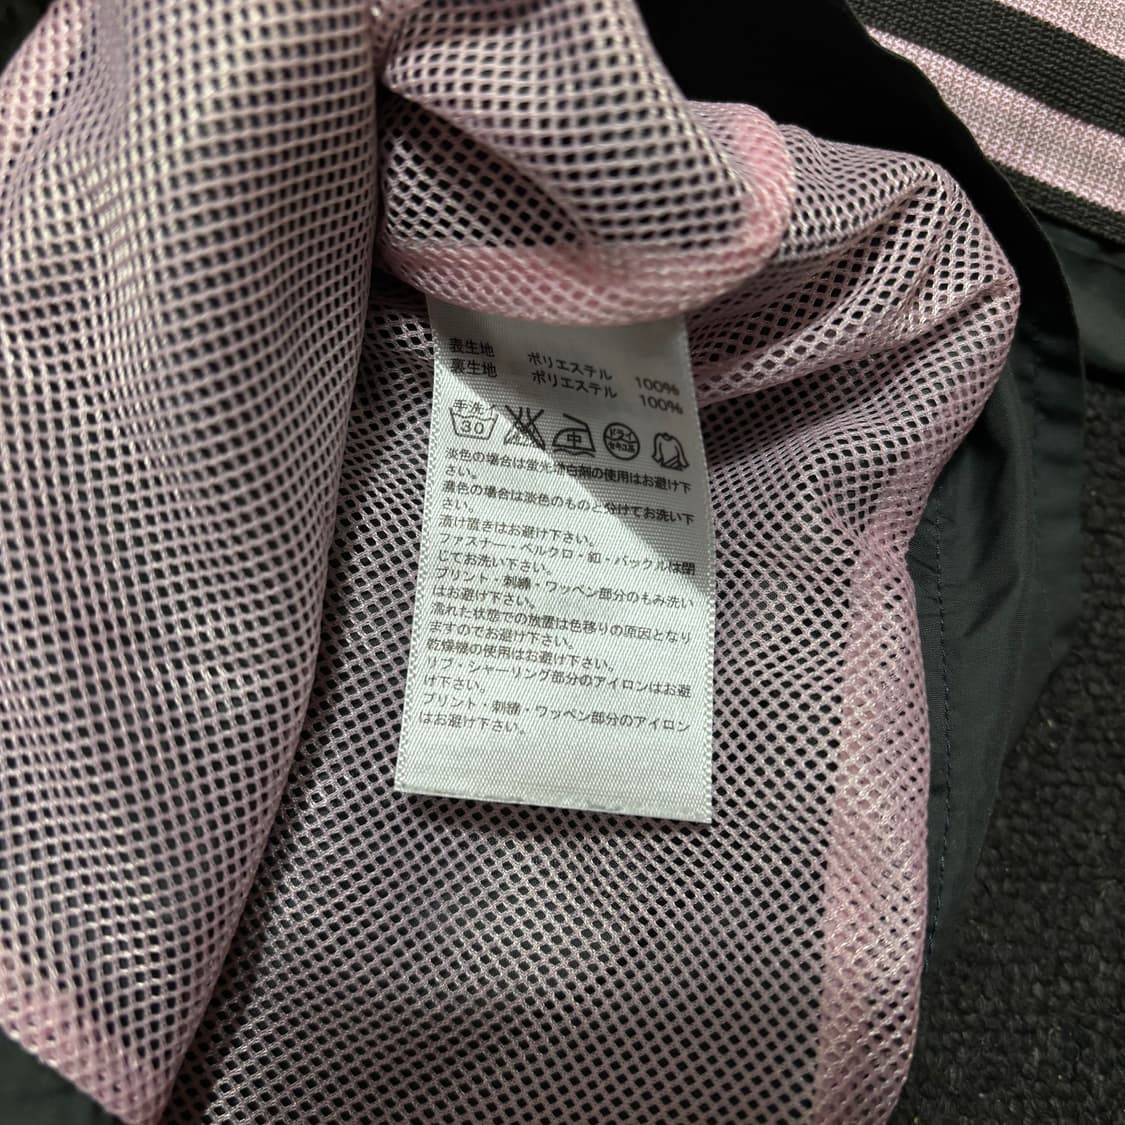 表生地 ポリエステル 100%
裏生地 ポリエステル 100%
手洗イ
30
中
ドライ
セキユ系
淡色の場合は蛍光増白剤の使用はお避け下
さい。
濃色の場合は淡色のものと分けてお洗い下
さい。
漬け置きはお避け下さい。
ファスナー・ベルクロ・釦・バックルは閉
じてお洗い下さい。
プリント・刺繍・ワッペン部分のもみ洗い
はお避け下さい。
濡れた状態での放置は色移りの原因となり
ますのでお避け下さい。
乾燥機の使用はお避け下さい。
リブ・シャーリング部分のアイロンはお避
け下さい。
プリント・刺繍・ワッペン部分のアイロン
はお避け下さい。